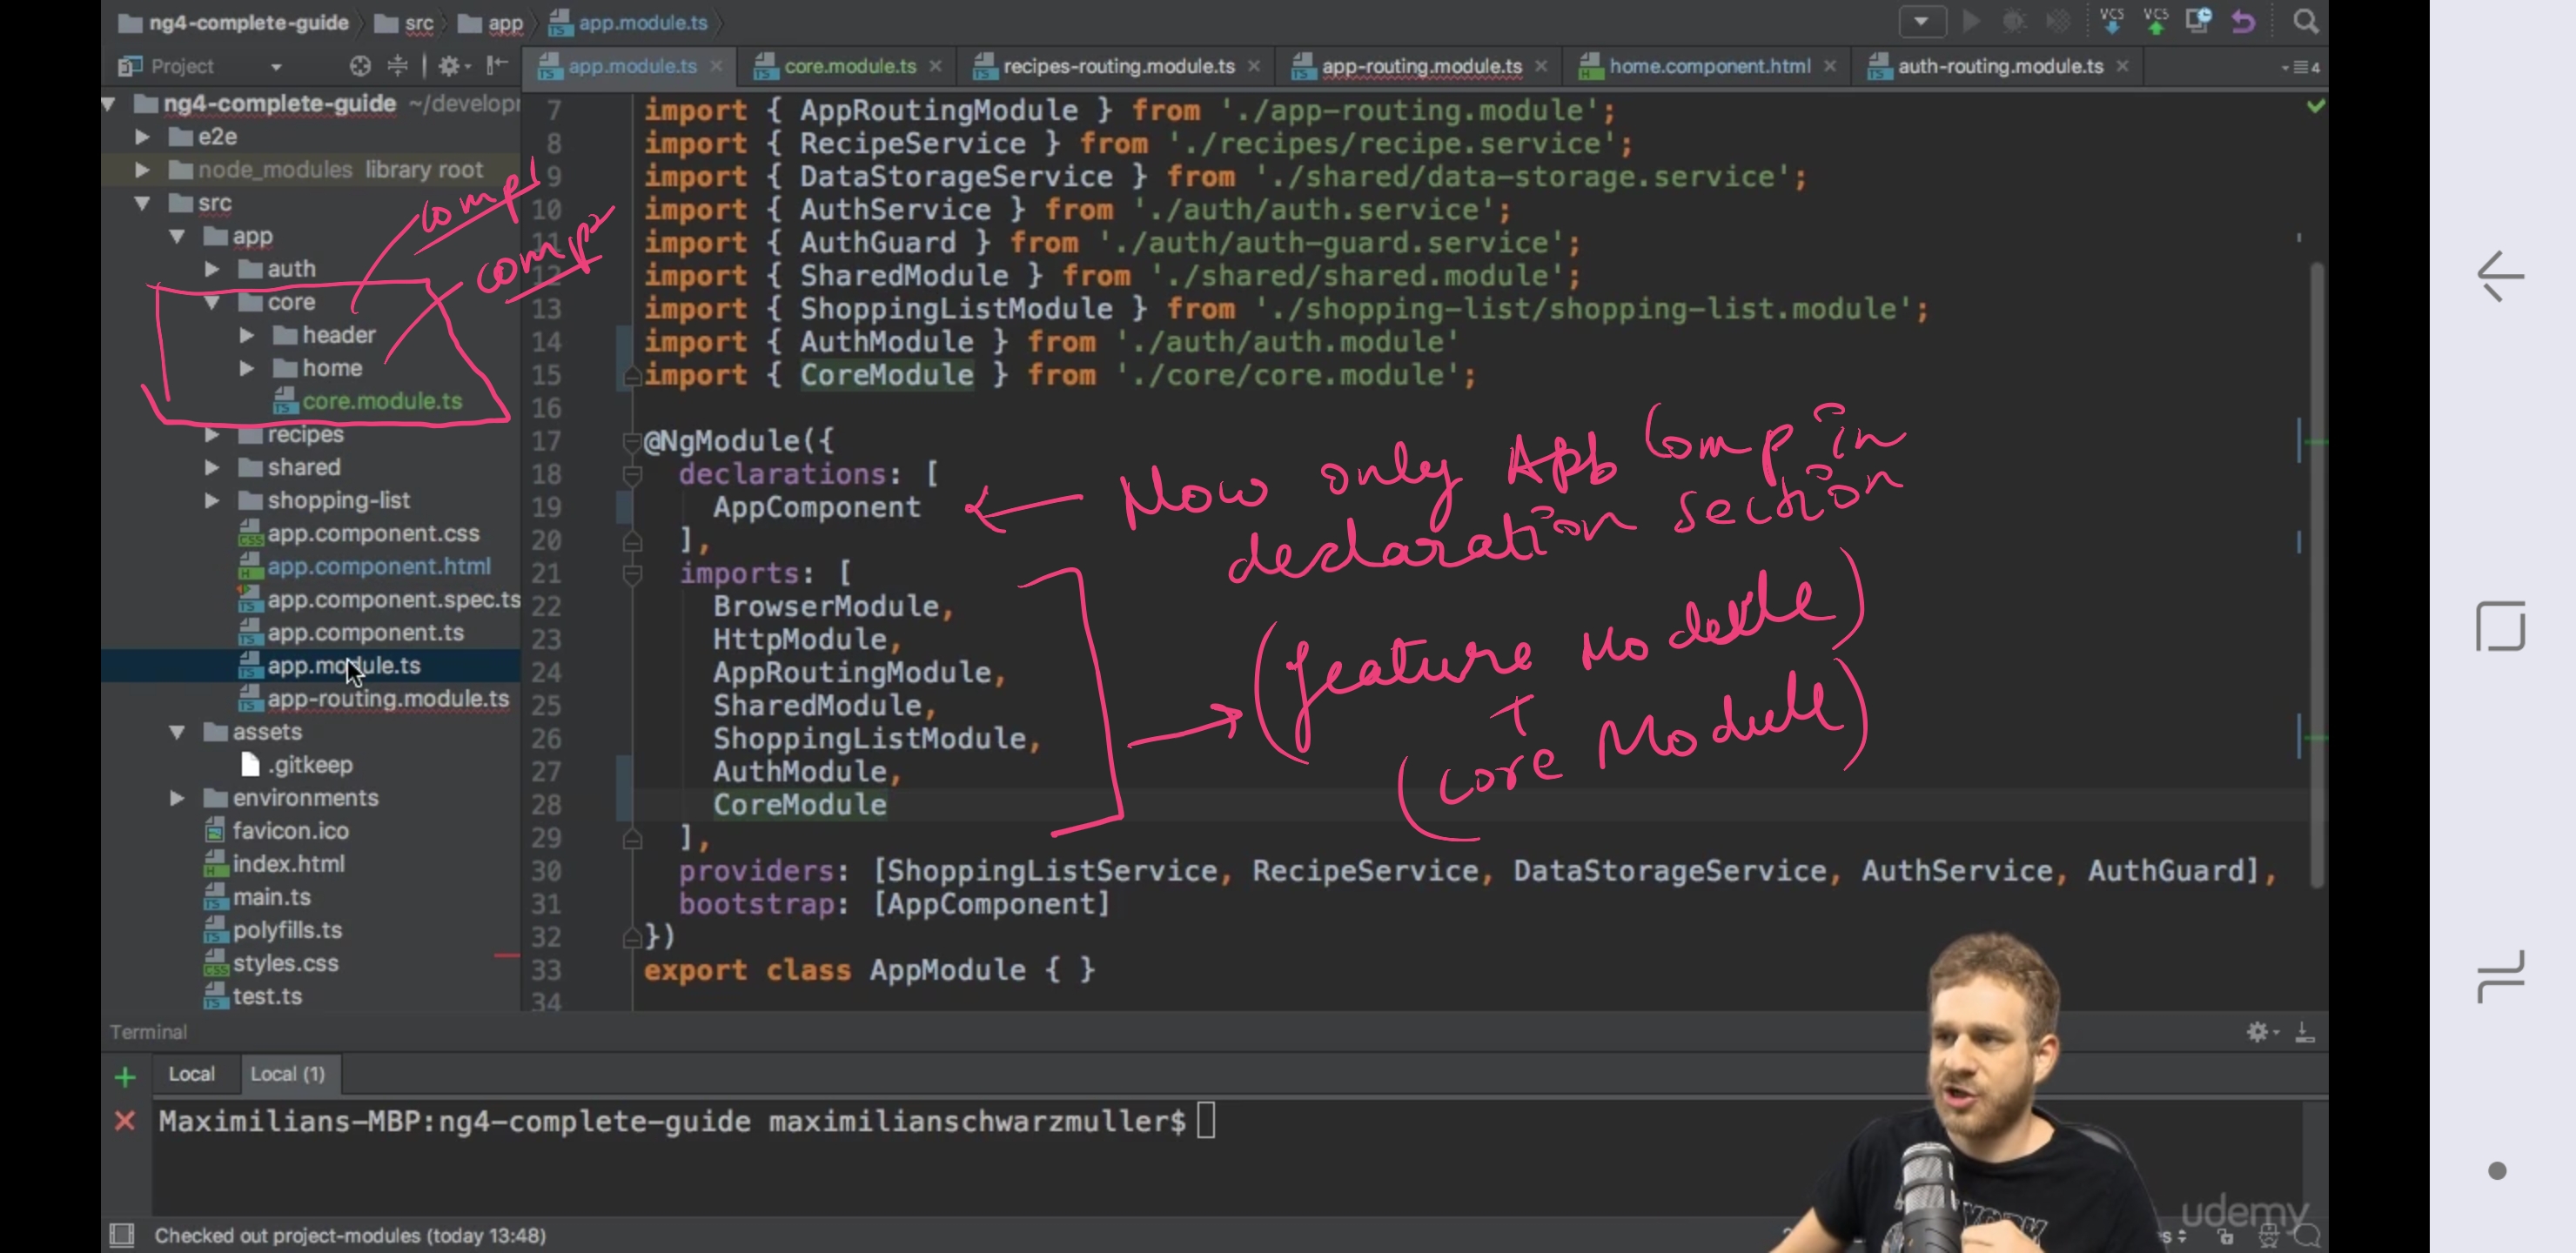 ng4-complete-guide src app app.module.ts
VCS VCS
Project
app.module.ts core.module.ts recipes-routing.module.ts app-routing.module.ts home.component.html auth-routing.module.ts 4
ng4-complete-guide ~/develop
e2e
node_modules library root
src
app
auth
core
header
home
core.module.ts
recipes
shared
shopping-list
app.component.css
app.component.html
app.component.spec.ts
app.component.ts
app.module.ts
app-routing.module.ts
assets
.gitkeep
environments
favicon.ico
index.html
main.ts
polyfills.ts
styles.css
test.ts
comp1
comp2
7 import { AppRoutingModule } from './app-routing.module';
8 import { RecipeService } from './recipes/recipe.service';
9 import { DataStorageService } from './shared/data-storage.service';
10 import { AuthService } from './auth/auth.service';
11 import { AuthGuard } from './auth/auth-guard.service';
12 import { SharedModule } from './shared/shared.module';
13 import { ShoppingListModule } from './shopping-list/shopping-list.module';
14 import { AuthModule } from './auth/auth.module'
15 import { CoreModule } from './core/core.module';
16
17 @NgModule({
18 declarations: [
19 AppComponent
20 ],
21 imports: [
22 BrowserModule,
23 HttpModule,
24 AppRoutingModule,
25 SharedModule,
26 ShoppingListModule,
27 AuthModule,
28 CoreModule
29 ],
30 providers: [ShoppingListService, RecipeService, DataStorageService, AuthService, AuthGuard],
31 bootstrap: [AppComponent]
32 })
33 export class AppModule { }
34
Now only App Comp in
declaration section
(feature Module)
+
(core Module)
Terminal
Local Local (1)
Maximilians-MBP:ng4-complete-guide maximilianschwarzmuller$
Checked out project-modules (today 13:48)
udemy